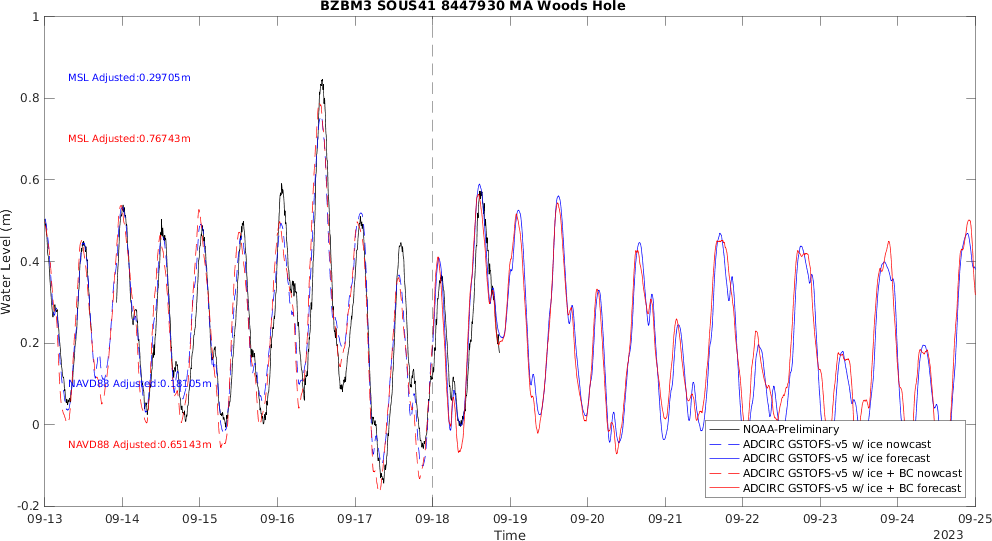 BZBM3 SOUS41 8447930 MA Woods Hole
1
0.8
0.6
0.4
0.2
0
-0.2
Water Level (m)
MSL Adjusted:0.29705m
MSL Adjusted:0.76743m
NAVD88 Adjusted:0.18105m
NAVD88 Adjusted:0.65143m
NOAA-Preliminary
ADCIRC GSTOFS-v5 w/ ice nowcast
ADCIRC GSTOFS-v5 w/ ice forecast
ADCIRC GSTOFS-v5 w/ ice + BC nowcast
ADCIRC GSTOFS-v5 w/ ice + BC forecast
09-13 09-14 09-15 09-16 09-17 09-18 09-19 09-20 09-21 09-22 09-23 09-24 09-25
Time
2023